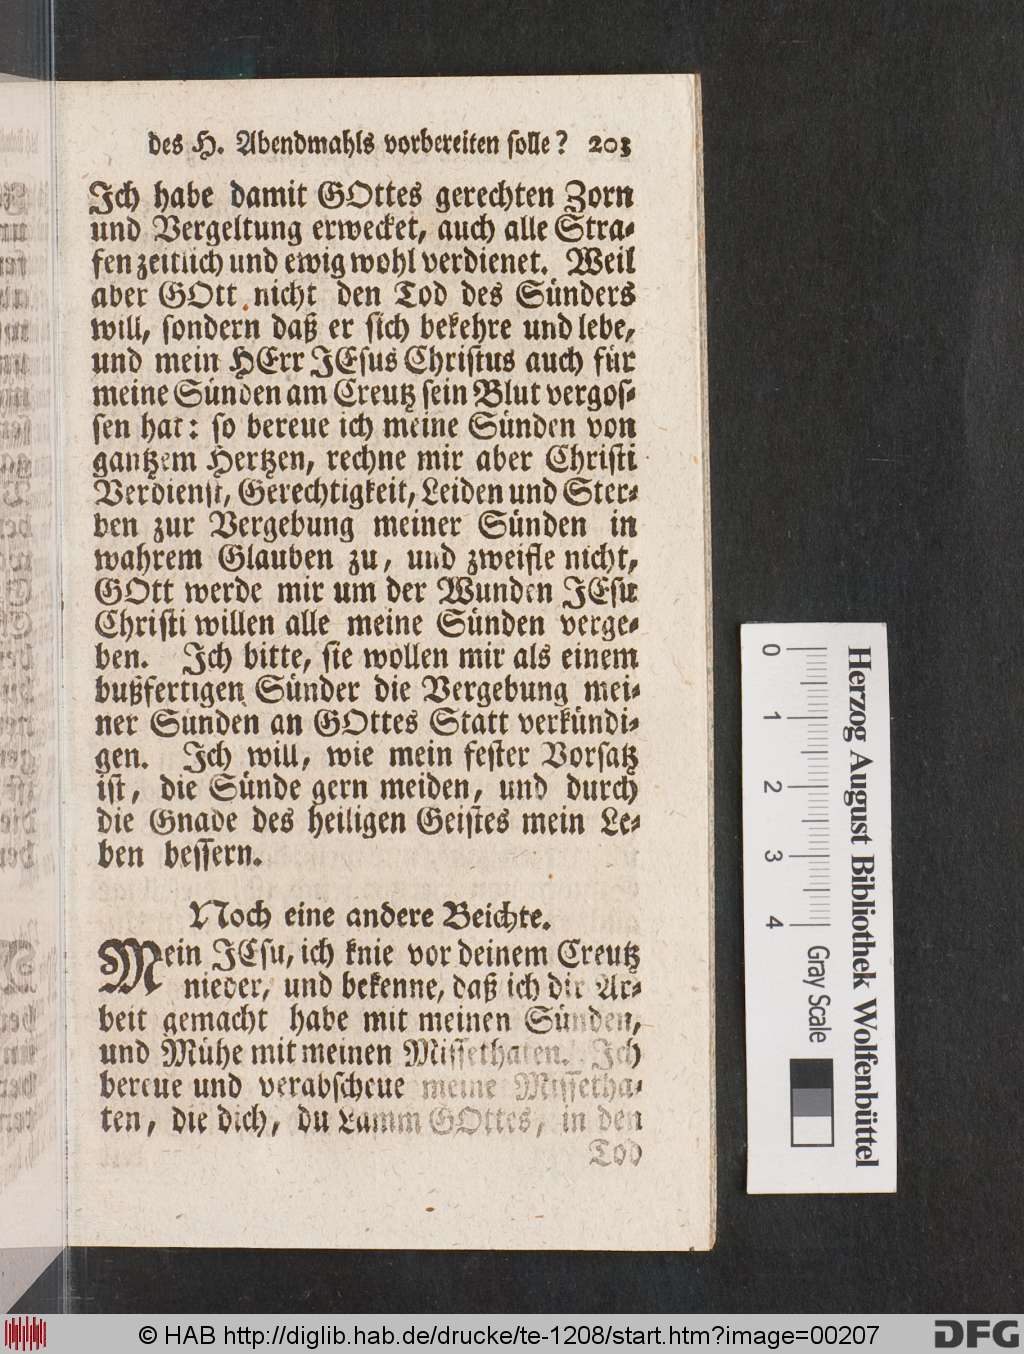 des H. Abendmahls vorbereiten solle? 203
Ich habe damit GOttes gerechten Zorn
und Vergeltung erwecket, auch alle Stra-
fen zeitlich und ewig wohl verdienet. Weil
aber GOtt nicht den Tod des Sünders
will, sondern daß er sich bekehre und lebe,
und mein HErr JEsus Christus auch für
meine Sünden am Creutz sein Blut vergos-
sen hat: so bereue ich meine Sünden von
gantzem Hertzen, rechne mir aber Christi
Verdienst, Gerechtigkeit, Leiden und Ster-
ben zur Vergebung meiner Sünden in
wahrem Glauben zu, und zweifle nicht,
GOtt werde mir um der Wunden JEsu
Christi willen alle meine Sünden verge-
ben. Ich bitte, sie wollen mir als einem
bußfertigen Sünder die Vergebung mei-
ner Sünden an GOttes Statt verkündi-
gen. Ich will, wie mein fester Vorsatz
ist, die Sünde gern meiden, und durch
die Gnade des heiligen Geistes mein Le-
ben bessern.
Noch eine andere Beichte.
Mein JEsu, ich knie vor deinem Creutz
nieder, und bekenne, daß ich dir Ar-
beit gemacht habe mit meinen Sünden,
und Mühe mit meinen Missethaten. Ich
bereue und verabscheue meine Missetha-
ten, die dich, du Lamm GOttes, in den
Tod
0 1 2 3 4 Gray Scale
Herzog August Bibliothek Wolfenbüttel
© HAB http://diglib.hab.de/drucke/te-1208/start.htm?image=00207
DFG